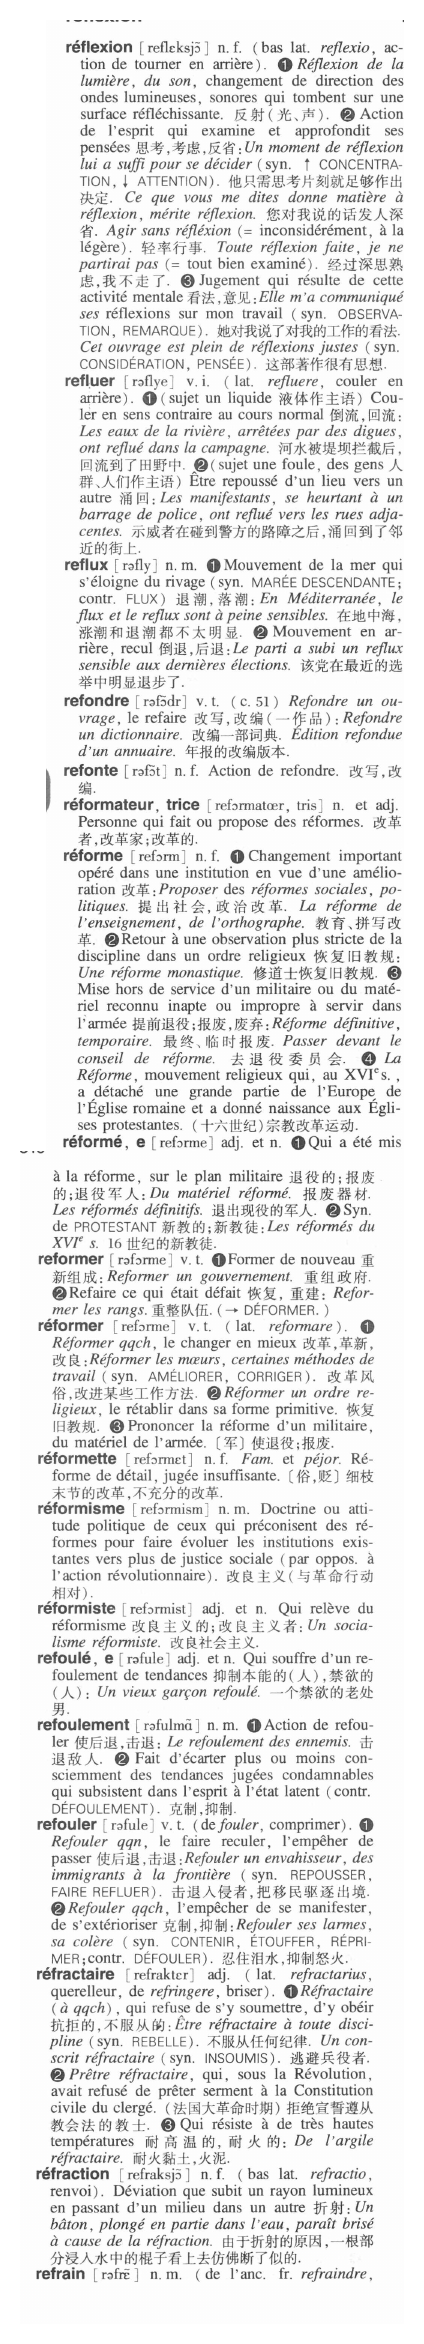 réflexion [reflɛksjɔ̃] n. f. (bas lat. reflexio, ac-
tion de tourner en arrière). ❶ Réflexion de la
lumière, du son, changement de direction des
ondes lumineuses, sonores qui tombent sur une
surface réfléchissante. 反射(光、声). ❷ Action
de l'esprit qui examine et approfondit ses
pensées 思考,考虑,反省: Un moment de réflexion
lui a suffi pour se décider (syn. ↑ CONCENTRA-
TION, ↓ ATTENTION). 他只需思考片刻就足够作出
决定. Ce que vous me dites donne matière à
réflexion, mérite réflexion. 您对我说的话发人深
省. Agir sans réfléxion (= inconsidérément, à la
légère). 轻率行事. Toute réflexion faite, je ne
partirai pas (= tout bien examiné). 经过深思熟
虑,我不走了. ❸ Jugement qui résulte de cette
activité mentale 看法,意见: Elle m'a communiqué
ses réflexions sur mon travail (syn. OBSERVA-
TION, REMARQUE). 她对我说了对我的工作的看法.
Cet ouvrage est plein de réflexions justes (syn.
CONSIDÉRATION, PENSÉE). 这部著作很有思想.
refluer [rəflye] v. i. (lat. refluere, couler en
arrière). ❶ (sujet un liquide 液体作主语) Cou-
ler en sens contraire au cours normal 倒流,回流:
Les eaux de la rivière, arrêtées par des digues,
ont reflué dans la campagne. 河水被堤坝拦截后,
回流到了田野中. ❷ (sujet une foule, des gens 人
群、人们作主语) Être repoussé d'un lieu vers un
autre 涌回: Les manifestants, se heurtant à un
barrage de police, ont reflué vers les rues adja-
centes. 示威者在碰到警方的路障之后,涌回到了邻
近的街上.
reflux [rəfly] n. m. ❶ Mouvement de la mer qui
s'éloigne du rivage (syn. MARÉE DESCENDANTE;
contr. FLUX) 退潮,落潮: En Méditerranée, le
flux et le reflux sont à peine sensibles. 在地中海,
涨潮和退潮都不太明显. ❷ Mouvement en ar-
rière, recul 倒退,后退: Le parti a subi un reflux
sensible aux dernières élections. 该党在最近的选
举中明显退步了.
refondre [rəfɔ̃dr] v. t. (c. 51) Refondre un ou-
vrage, le refaire 改写,改编(一作品): Refondre
un dictionnaire. 改编一部词典. Édition refondue
d'un annuaire. 年报的改编版本.
refonte [rəfɔ̃t] n. f. Action de refondre. 改写,改
编.
réformateur, trice [refɔrmatœr, tris] n. et adj.
Personne qui fait ou propose des réformes. 改革
者,改革家;改革的.
réforme [refɔrm] n. f. ❶ Changement important
opéré dans une institution en vue d'une amélio-
ration 改革: Proposer des réformes sociales, po-
litiques. 提出社会,政治改革. La réforme de
l'enseignement, de l'orthographe. 教育、拼写改
革. ❷ Retour à une observation plus stricte de la
discipline dans un ordre religieux 恢复旧教规:
Une réforme monastique. 修道士恢复旧教规. ❸
Mise hors de service d'un militaire ou du maté-
riel reconnu inapte ou impropre à servir dans
l'armée 提前退役;报废,废弃: Réforme définitive,
temporaire. 最终、临时报废. Passer devant le
conseil de réforme. 去退役委员会. ❹ La
Réforme, mouvement religieux qui, au XVIᵉ s.,
a détaché une grande partie de l'Europe de
l'Église romaine et a donné naissance aux Égli-
ses protestantes. (十六世纪)宗教改革运动.
réformé, e [refɔrme] adj. et n. ❶ Qui a été mis
à la réforme, sur le plan militaire 退役的;报废
的;退役军人: Du matériel réformé. 报废器材.
Les réformés définitifs. 退出现役的军人. ❷ Syn.
de PROTESTANT 新教的;新教徒: Les réformés du
XVIᵉ s. 16 世纪的新教徒.
reformer [rəfɔrme] v. t. ❶ Former de nouveau 重
新组成: Reformer un gouvernement. 重组政府.
❷ Refaire ce qui était défait 恢复, 重建: Refor-
mer les rangs. 重整队伍. (→ DÉFORMER.)
réformer [refɔrme] v. t. (lat. reformare). ❶
Réformer qqch, le changer en mieux 改革,革新,
改良: Réformer les mœurs, certaines méthodes de
travail (syn. AMÉLIORER, CORRIGER). 改革风
俗,改进某些工作方法. ❷ Réformer un ordre re-
ligieux, le rétablir dans sa forme primitive. 恢复
旧教规. ❸ Prononcer la réforme d'un militaire,
du matériel de l'armée. 〔军〕使退役;报废.
réformette [refɔrmɛt] n. f. Fam. et péjor. Ré-
forme de détail, jugée insuffisante. 〔俗,贬〕细枝
末节的改革,不充分的改革.
réformisme [refɔrmism] n. m. Doctrine ou atti-
tude politique de ceux qui préconisent des ré-
formes pour faire évoluer les institutions exis-
tantes vers plus de justice sociale (par oppos. à
l'action révolutionnaire). 改良主义(与革命行动
相对).
réformiste [refɔrmist] adj. et n. Qui relève du
réformisme 改良主义的;改良主义者: Un socia-
lisme réformiste. 改良社会主义.
refoulé, e [rəfule] adj. et n. Qui souffre d'un re-
foulement de tendances 抑制本能的(人),禁欲的
(人): Un vieux garçon refoulé. 一个禁欲的老处
男.
refoulement [rəfulmɑ̃] n. m. ❶ Action de refou-
ler 使后退,击退: Le refoulement des ennemis. 击
退敌人. ❷ Fait d'écarter plus ou moins con-
sciemment des tendances jugées condamnables
qui subsistent dans l'esprit à l'état latent (contr.
DÉFOULEMENT). 克制,抑制.
refouler [rəfule] v. t. (de fouler, comprimer). ❶
Refouler qqn, le faire reculer, l'empêher de
passer 使后退,击退: Refouler un envahisseur, des
immigrants à la frontière (syn. REPOUSSER,
FAIRE REFLUER). 击退入侵者,把移民驱逐出境.
❷ Refouler qqch, l'empêcher de se manifester,
de s'extérioriser 克制,抑制: Refouler ses larmes,
sa colère (syn. CONTENIR, ÉTOUFFER, RÉPRI-
MER; contr. DÉFOULER). 忍住泪水,抑制怒火.
réfractaire [refraktɛr] adj. (lat. refractarius,
querelleur, de refringere, briser). ❶ Réfractaire
(à qqch), qui refuse de s'y soumettre, d'y obéir
抗拒的,不服从的: Être réfractaire à toute disci-
pline (syn. REBELLE). 不服从任何纪律. Un con-
scrit réfractaire (syn. INSOUMIS). 逃避兵役者.
❷ Prêtre réfractaire, qui, sous la Révolution,
avait refusé de prêter serment à la Constitution
civile du clergé. (法国大革命时期) 拒绝宣誓遵从
教会法的教士. ❸ Qui résiste à de très hautes
températures 耐高温的, 耐火的: De l'argile
réfractaire. 耐火黏土,火泥.
réfraction [refraksjɔ̃] n. f. (bas lat. refractio,
renvoi). Déviation que subit un rayon lumineux
en passant d'un milieu dans un autre 折射: Un
bâton, plongé en partie dans l'eau, paraît brisé
à cause de la réfraction. 由于折射的原因,一根部
分浸入水中的棍子看上去仿佛断了似的.
refrain [rəfrɛ̃] n. m. (de l'anc. fr. refraindre,